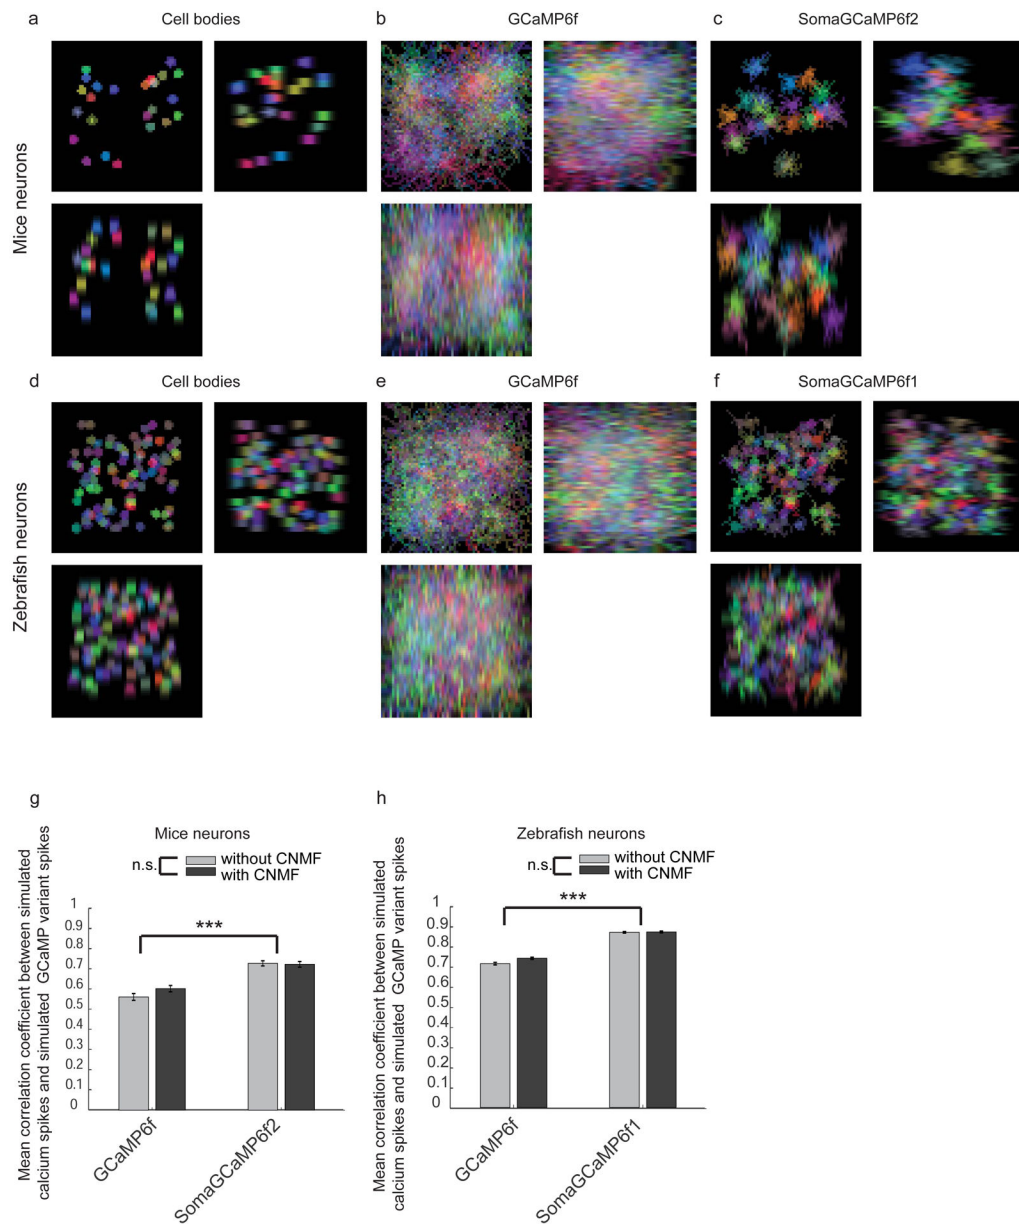 a Cell bodies b GCaMP6f c SomaGCaMP6f2
Mice neurons
d Cell bodies e GCaMP6f f SomaGCaMP6f1
Zebrafish neurons
g
Mice neurons
n.s. without CNMF
with CNMF
Mean correlation coefficient between simulated
calcium spikes and simulated GCaMP variant spikes
***
1
0.9
0.8
0.7
0.6
0.5
0.4
0.3
0.2
0.1
0
GCaMP6f
SomaGCaMP6f2
h
Zebrafish neurons
n.s. without CNMF
with CNMF
Mean correlation coefficient between simulated
calcium spikes and simulated GCaMP variant spikes
***
1
0.9
0.8
0.7
0.6
0.5
0.4
0.3
0.2
0.1
0
GCaMP6f
SomaGCaMP6f1